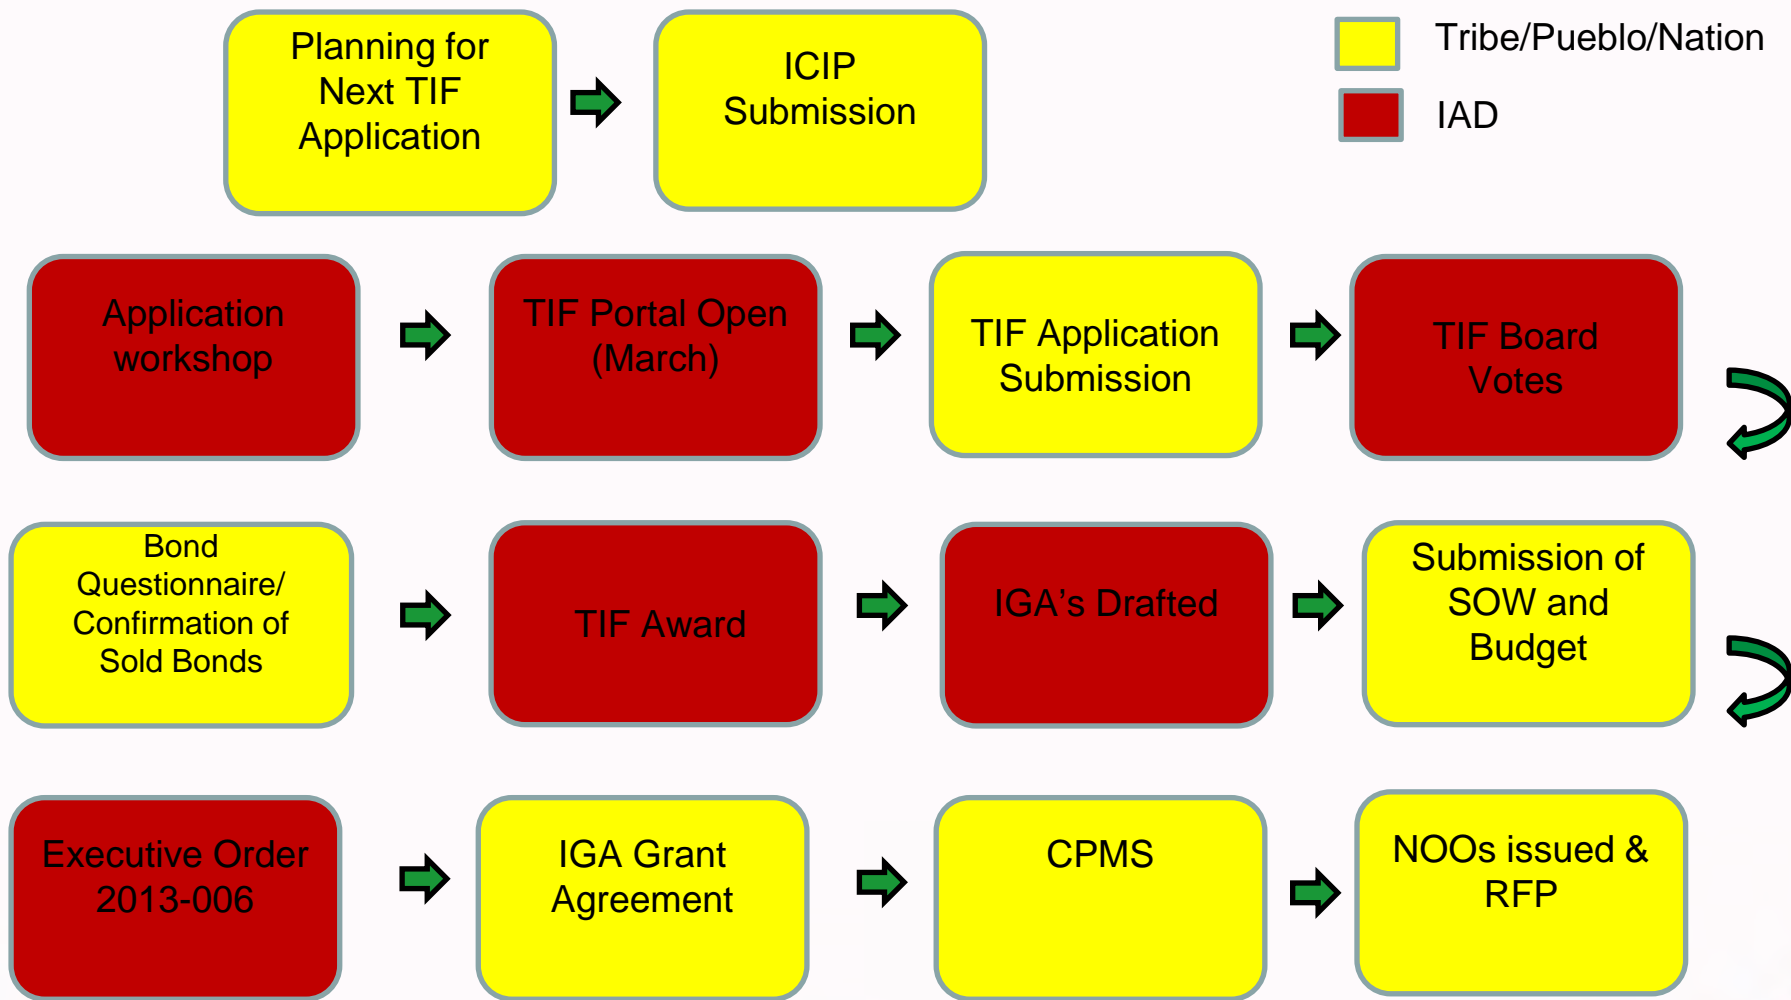 Planning for
Next TIF
Application
ICIP
Submission
Tribe/Pueblo/Nation
IAD
Application
workshop
TIF Portal Open
(March)
TIF Application
Submission
TIF Board
Votes
Bond
Questionnaire/
Confirmation of
Sold Bonds
TIF Award
IGA’s Drafted
Submission of
SOW and
Budget
Executive Order
2013-006
IGA Grant
Agreement
CPMS
NOOs issued &
RFP